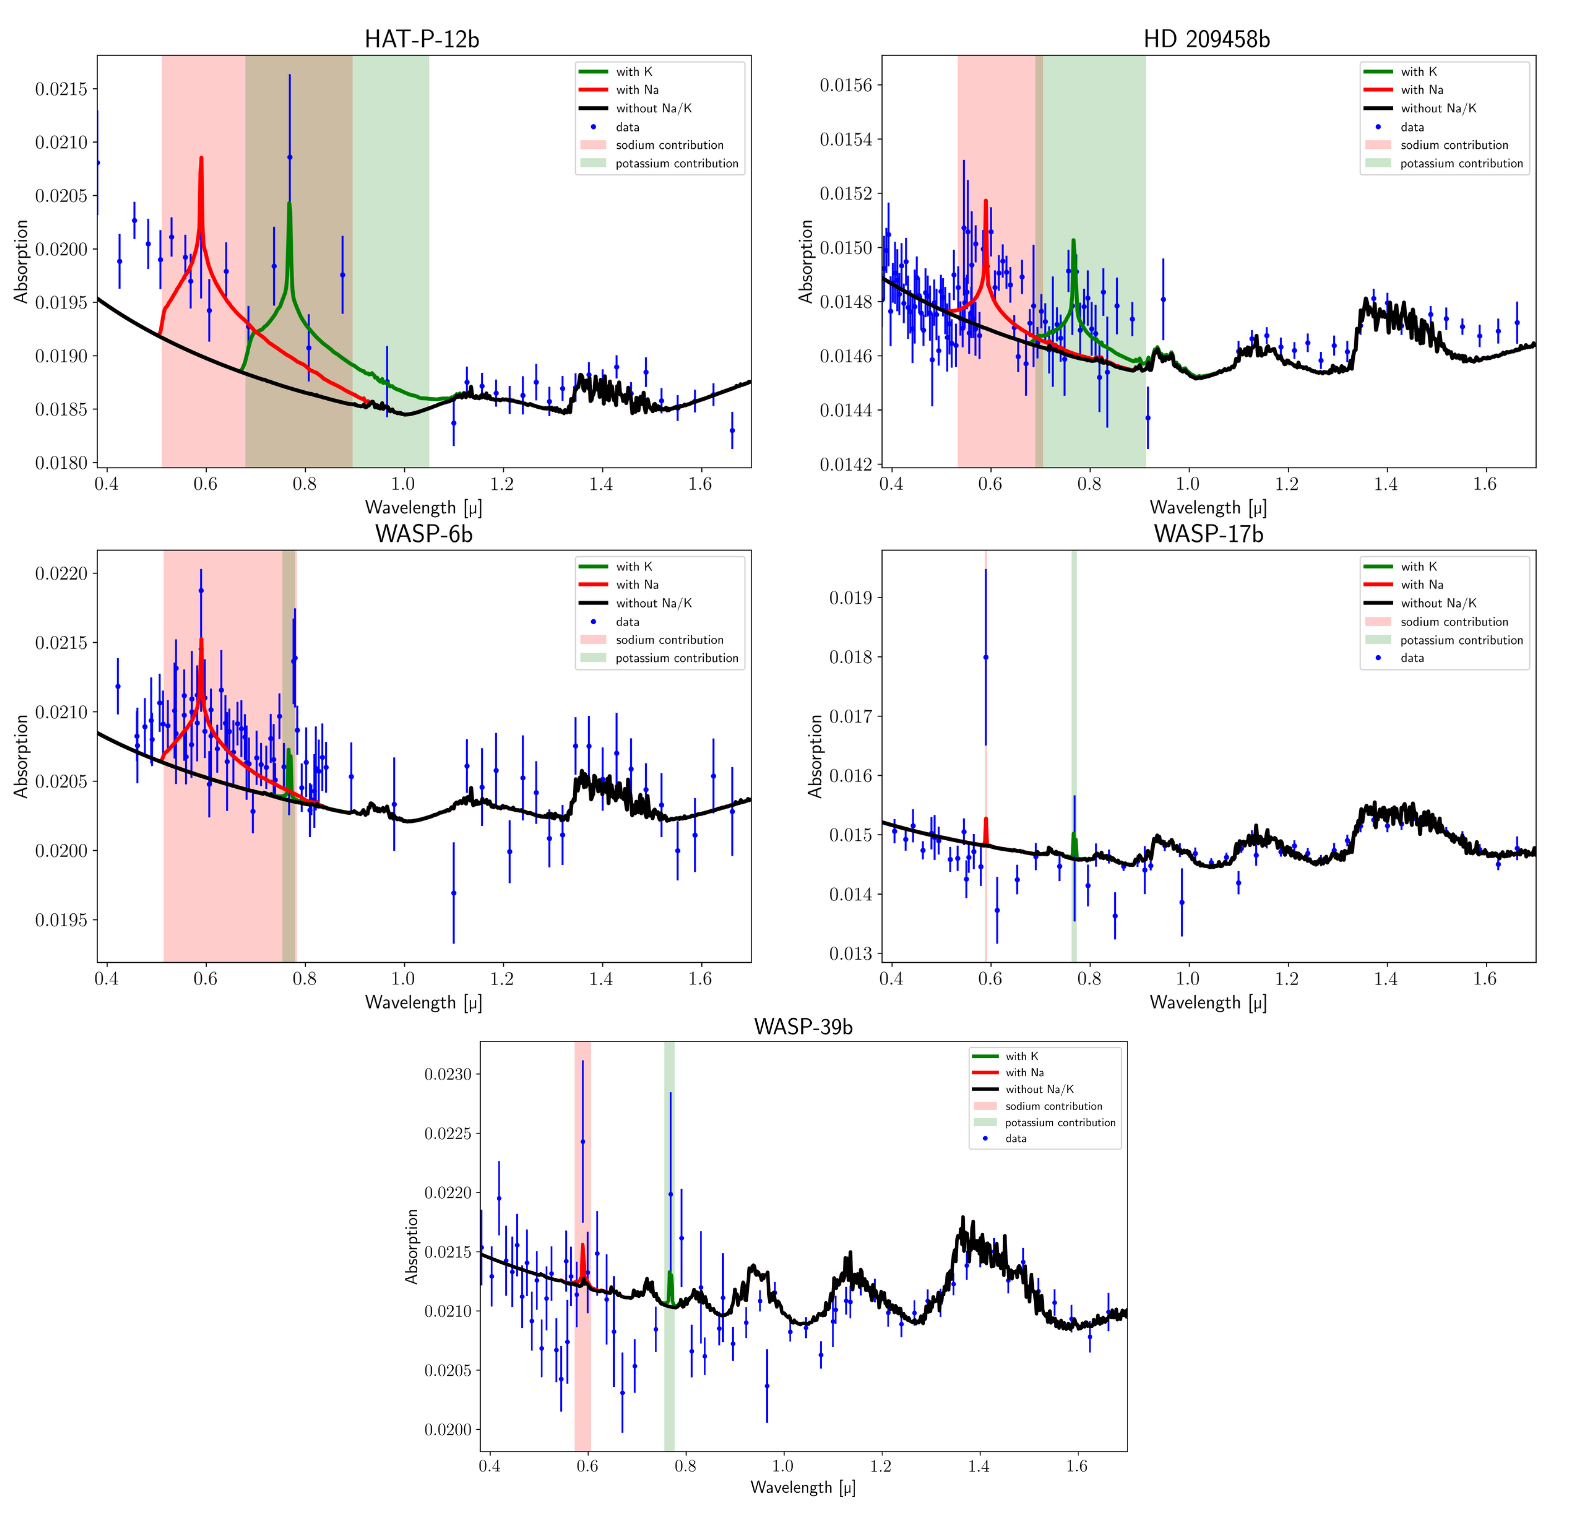 HAT-P-12b
0.0215
0.0210
0.0205
0.0200
0.0195
0.0190
0.0185
0.0180
Absorption
with K
with Na
without Na/K
data
sodium contribution
potassium contribution
0.4 0.6 0.8 1.0 1.2 1.4 1.6
Wavelength [μ]
HD 209458b
0.0156
0.0154
0.0152
0.0150
0.0148
0.0146
0.0144
0.0142
Absorption
with K
with Na
without Na/K
data
sodium contribution
potassium contribution
0.4 0.6 0.8 1.0 1.2 1.4 1.6
Wavelength [μ]
WASP-6b
0.0220
0.0215
0.0210
0.0205
0.0200
0.0195
Absorption
with K
with Na
without Na/K
data
sodium contribution
potassium contribution
0.4 0.6 0.8 1.0 1.2 1.4 1.6
Wavelength [μ]
WASP-17b
0.019
0.018
0.017
0.016
0.015
0.014
0.013
Absorption
with K
with Na
without Na/K
sodium contribution
potassium contribution
data
0.4 0.6 0.8 1.0 1.2 1.4 1.6
Wavelength [μ]
WASP-39b
0.0230
0.0225
0.0220
0.0215
0.0210
0.0205
0.0200
Absorption
with K
with Na
without Na/K
sodium contribution
potassium contribution
data
0.4 0.6 0.8 1.0 1.2 1.4 1.6
Wavelength [μ]